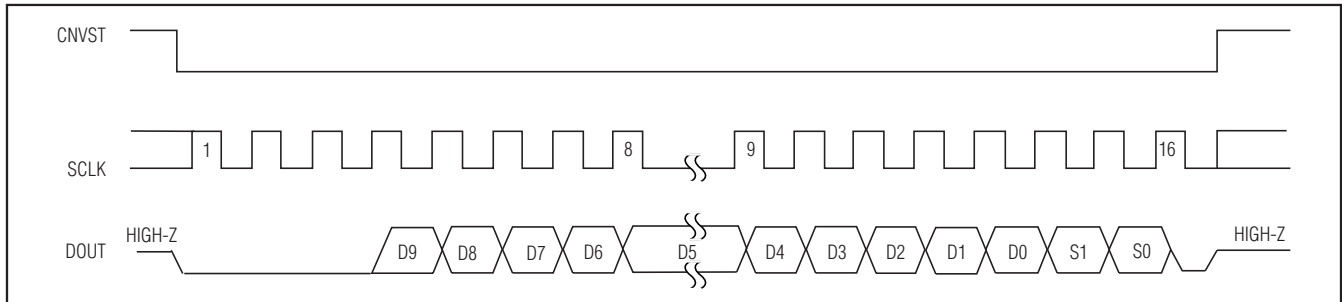 CNVST
1 8 9 16
SCLK
HIGH-Z HIGH-Z
DOUT D9 D8 D7 D6 D5 D4 D3 D2 D1 D0 S1 S0